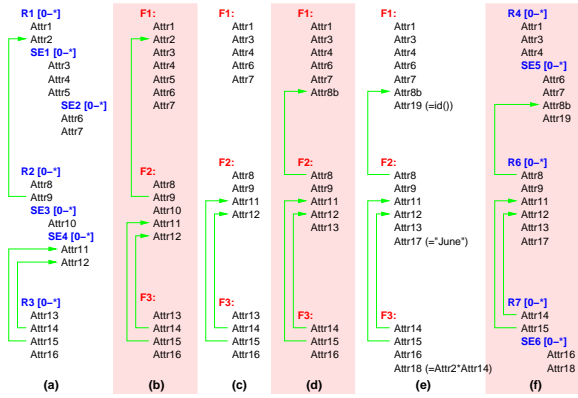 R1 [0–*]
Attr1
Attr2
SE1 [0–*]
Attr3
Attr4
Attr5
SE2 [0–*]
Attr6
Attr7
R2 [0–*]
Attr8
Attr9
SE3 [0–*]
Attr10
SE4 [0–*]
Attr11
Attr12
R3 [0–*]
Attr13
Attr14
Attr15
Attr16
(a)
F1:
Attr1
Attr2
Attr3
Attr4
Attr5
Attr6
Attr7
F2:
Attr8
Attr9
Attr10
Attr11
Attr12
F3:
Attr13
Attr14
Attr15
Attr16
(b)
F1:
Attr1
Attr3
Attr4
Attr6
Attr7
F2:
Attr8
Attr9
Attr11
Attr12
F3:
Attr13
Attr14
Attr15
Attr16
(c)
F1:
Attr1
Attr3
Attr4
Attr6
Attr7
Attr8b
F2:
Attr8
Attr9
Attr11
Attr12
Attr13
F3:
Attr14
Attr15
Attr16
(d)
F1:
Attr1
Attr3
Attr4
Attr6
Attr7
Attr8b
Attr19 (=id())
F2:
Attr8
Attr9
Attr11
Attr12
Attr13
Attr17 (="June")
F3:
Attr14
Attr15
Attr16
Attr18 (=Attr2*Attr14)
(e)
R4 [0–*]
Attr1
Attr3
Attr4
SE5 [0–*]
Attr6
Attr7
Attr8b
Attr19
R6 [0–*]
Attr8
Attr9
Attr11
Attr12
Attr13
Attr17
R7 [0–*]
Attr14
Attr15
SE6 [0–*]
Attr16
Attr18
(f)